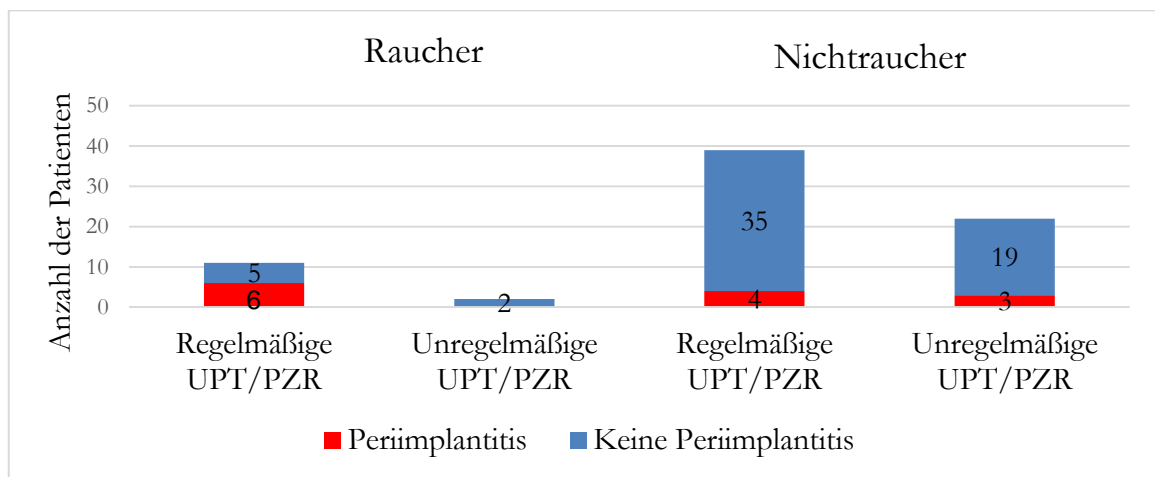 Raucher Nichtraucher
Anzahl der Patienten
50
40
30
20
10
0
5
6
2
35
4
19
3
Regelmäßige Unregelmäßige Regelmäßige Unregelmäßige
UPT/PZR UPT/PZR UPT/PZR UPT/PZR
Periimplantitis Keine Periimplantitis